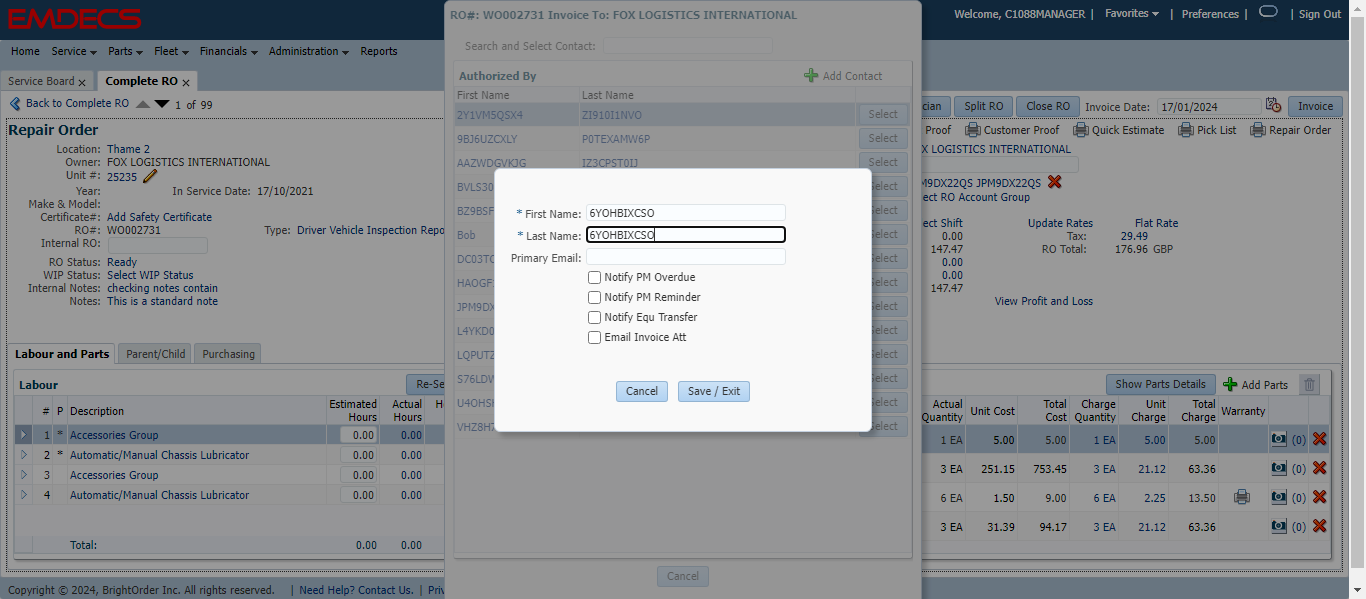 EMDECS
Welcome, C1088MANAGER | Favorites | Preferences | | Sign Out
Home Service Parts Fleet Financials Administration Reports
Service Board x Complete RO x
Back to Complete RO 1 of 99
Repair Order
Location: Thame 2
Owner: FOX LOGISTICS INTERNATIONAL
Unit #: 25235
Year: In Service Date: 17/10/2021
Make & Model:
Certificate#: Add Safety Certificate
RO#: WO002731 Type: Driver Vehicle Inspection Repo
Internal RO:
RO Status: Ready
WIP Status: Select WIP Status
Internal Notes: checking notes contain
Notes: This is a standard note
Labour and Parts Parent/Child Purchasing
Labour Re-Se
# P Description Estimated Hours Actual Hours H
1 * Accessories Group 0.00 0.00
2 * Automatic/Manual Chassis Lubricator 0.00 0.00
3 Accessories Group 0.00 0.00
4 Automatic/Manual Chassis Lubricator 0.00 0.00
Total: 0.00 0.00
Copyright © 2024, BrightOrder Inc. All rights reserved. | Need Help? Contact Us. | Priv
RO#: WO002731 Invoice To: FOX LOGISTICS INTERNATIONAL
Search and Select Contact:
Authorized By Add Contact
First Name Last Name
2Y1VM5QSX4 ZI910I1NVO Select
9BJ6UZCXLY P0TEXAMW6P Select
AAZWDGVKJG IZ3CPST0IJ Select
BVLS30 Select
BZ9BSF Select
Bob Select
DC03TC Select
HAOGF Select
JPM9DX Select
L4YKD0 Select
LQPUTZ Select
S76LDW Select
U4OHSH Select
VHZ8H Select
Cancel
* First Name: 6YOHBIXCSO
* Last Name: 6YOHBIXCSO
Primary Email:
Notify PM Overdue
Notify PM Reminder
Notify Equ Transfer
Email Invoice Att
Cancel Save / Exit
cian Split RO Close RO Invoice Date: 17/01/2024 Invoice
Proof Customer Proof Quick Estimate Pick List Repair Order
X LOGISTICS INTERNATIONAL
PM9DX22QS JPM9DX22QS
ect RO Account Group
ect Shift Update Rates Flat Rate
0.00 Tax: 29.49
147.47 RO Total: 176.96 GBP
0.00
0.00
147.47
View Profit and Loss
Show Parts Details Add Parts
Actual Quantity Unit Cost Total Cost Charge Quantity Unit Charge Total Charge Warranty
1 EA 5.00 5.00 1 EA 5.00 5.00 (0)
3 EA 251.15 753.45 3 EA 21.12 63.36 (0)
6 EA 1.50 9.00 6 EA 2.25 13.50 (0)
3 EA 31.39 94.17 3 EA 21.12 63.36 (0)